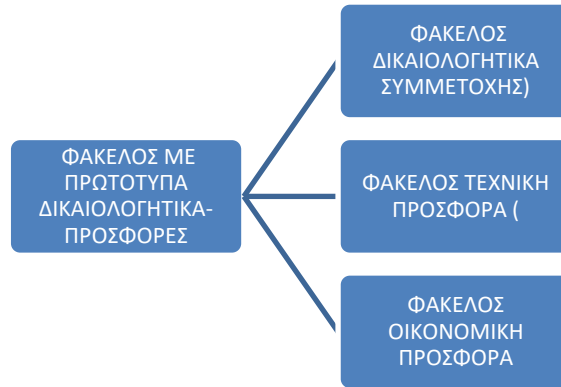 ΦΑΚΕΛΟΣ ΜΕ
ΠΡΩΤΟΤΥΠΑ
ΔΙΚΑΙΟΛΟΓΗΤΙΚΑ-
ΠΡΟΣΦΟΡΕΣ
ΦΑΚΕΛΟΣ
ΔΙΚΑΙΟΛΟΓΗΤΙΚΑ
ΣΥΜΜΕΤΟΧΗΣ)
ΦΑΚΕΛΟΣ ΤΕΧΝΙΚΗ
ΠΡΟΣΦΟΡΑ (
ΦΑΚΕΛΟΣ
ΟΙΚΟΝΟΜΙΚΗ
ΠΡΟΣΦΟΡΑ